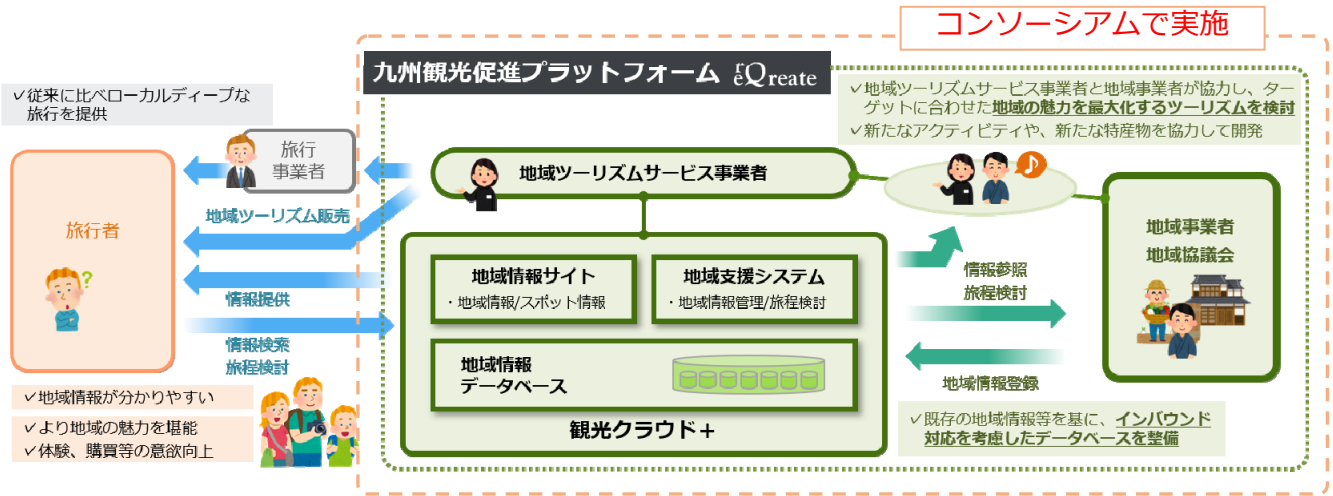 コンソーシアムで実施
九州観光促進プラットフォーム rèQreate
✓従来に比べローカルディープな
旅行を提供
✓地域ツーリズムサービス事業者と地域事業者が協力し、ター
ゲットに合わせた地域の魅力を最大化するツーリズムを検討
✓新たなアクティビティや、新たな特産物を協力して開発
旅行
事業者
地域ツーリズムサービス事業者
地域ツーリズム販売
旅行者
?
地域事業者
地域協議会
地域情報サイト
・地域情報/スポット情報
地域支援システム
・地域情報管理/旅程検討
情報参照
旅程検討
情報提供
情報検索
旅程検討
地域情報
データベース
地域情報登録
観光クラウド+
✓地域情報が分かりやすい
✓より地域の魅力を堪能
✓体験、購買等の意欲向上
✓既存の地域情報等を基に、インバウンド
対応を考慮したデータベースを整備